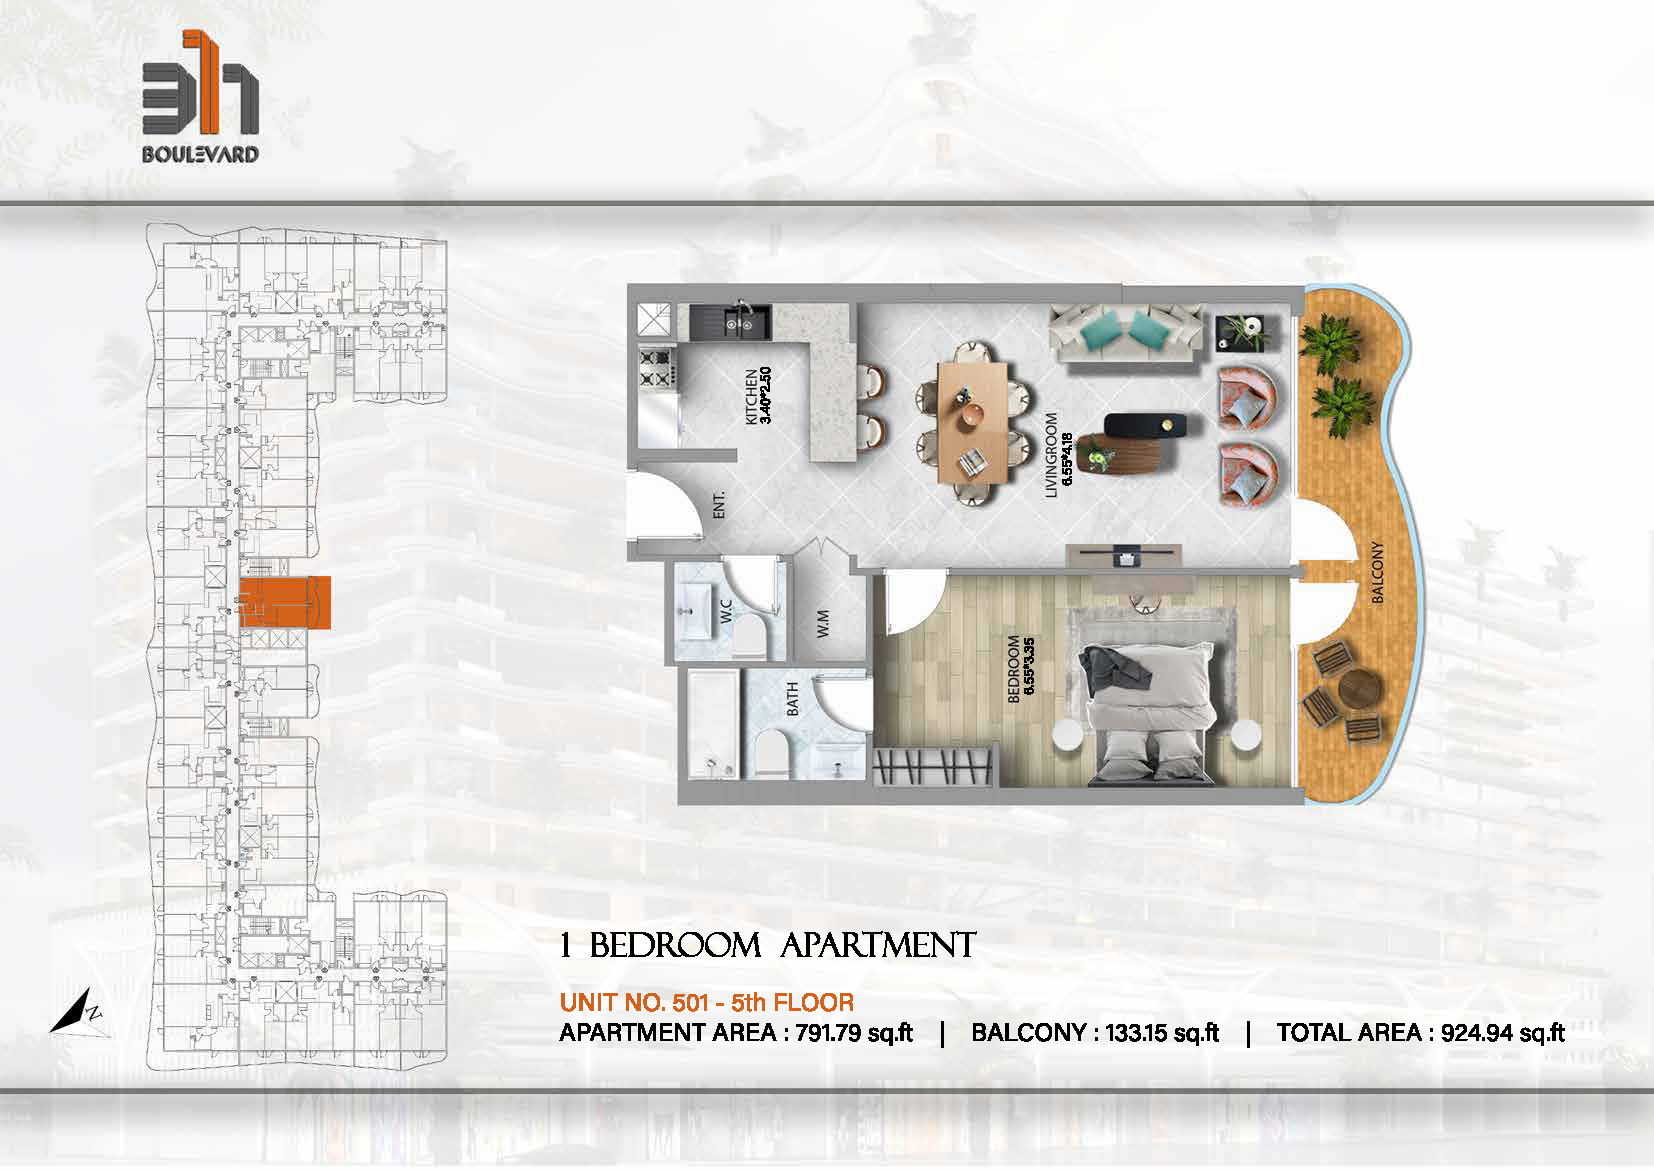 311
BOULEVARD
KITCHEN
3.40*2.50
ENT.
LIVINGROOM
6.55*4.18
BALCONY
W.C
W.M
BATH
BEDROOM
6.55*3.35
N
1 BEDROOM APARTMENT
UNIT NO. 501 - 5th FLOOR
APARTMENT AREA : 791.79 sq.ft | BALCONY : 133.15 sq.ft | TOTAL AREA : 924.94 sq.ft